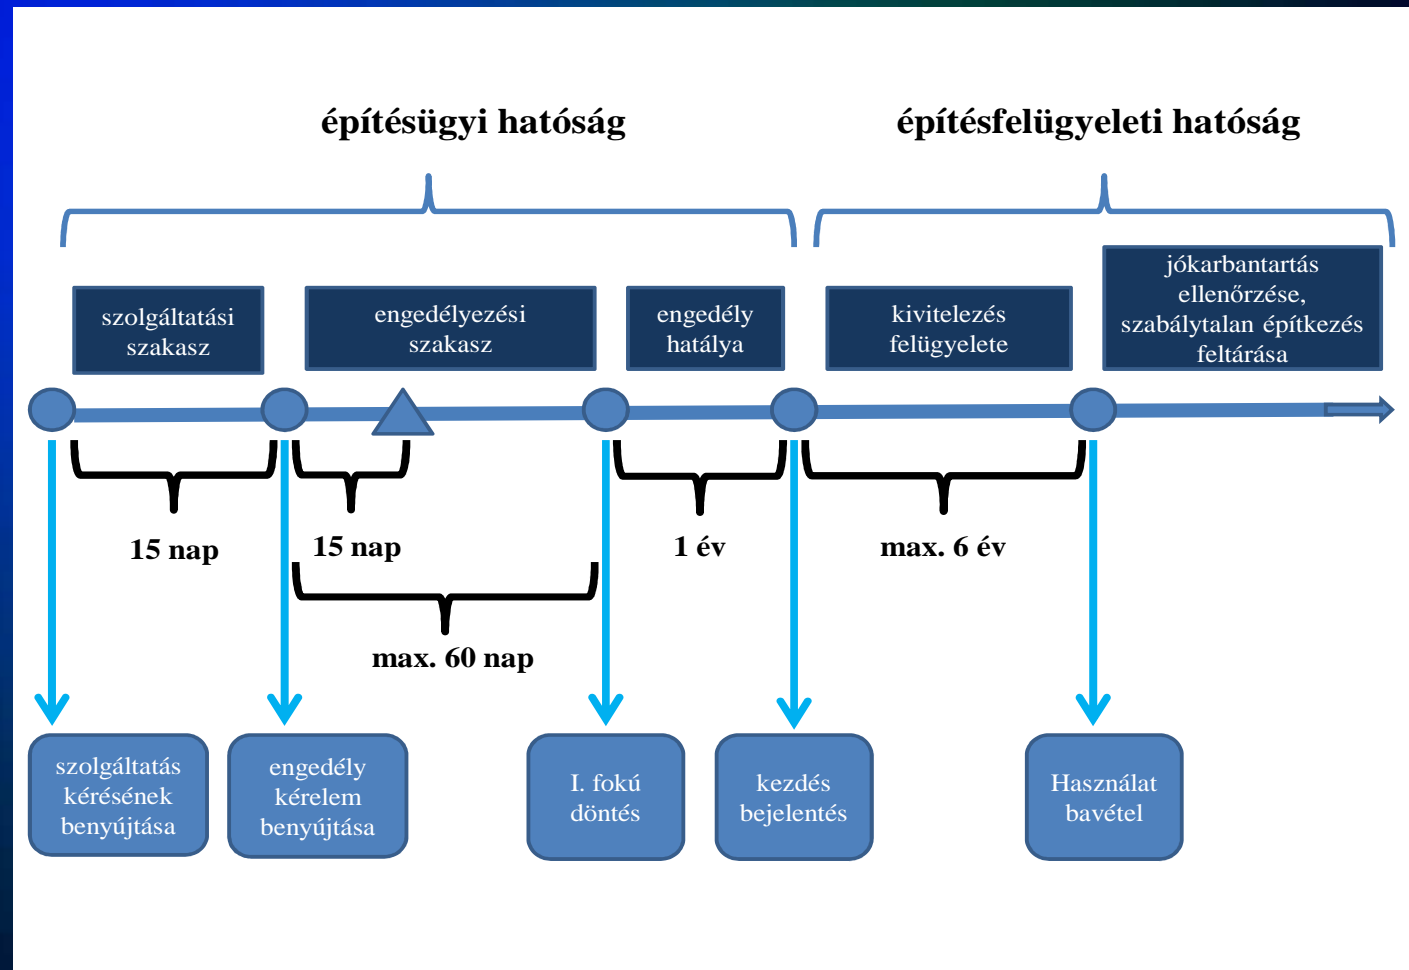 építésügyi hatóság
építésfelügyeleti hatóság
szolgáltatási
szakasz
engedélyezési
szakasz
engedély
hatálya
kivitelezés
felügyelete
jókarbantartás
ellenőrzése,
szabálytalan építkezés
feltárása
15 nap
15 nap
1 év
max. 6 év
max. 60 nap
szolgáltatás
kérésének
benyújtása
engedély
kérelem
benyújtása
I. fokú
döntés
kezdés
bejelentés
Használat
bavétel